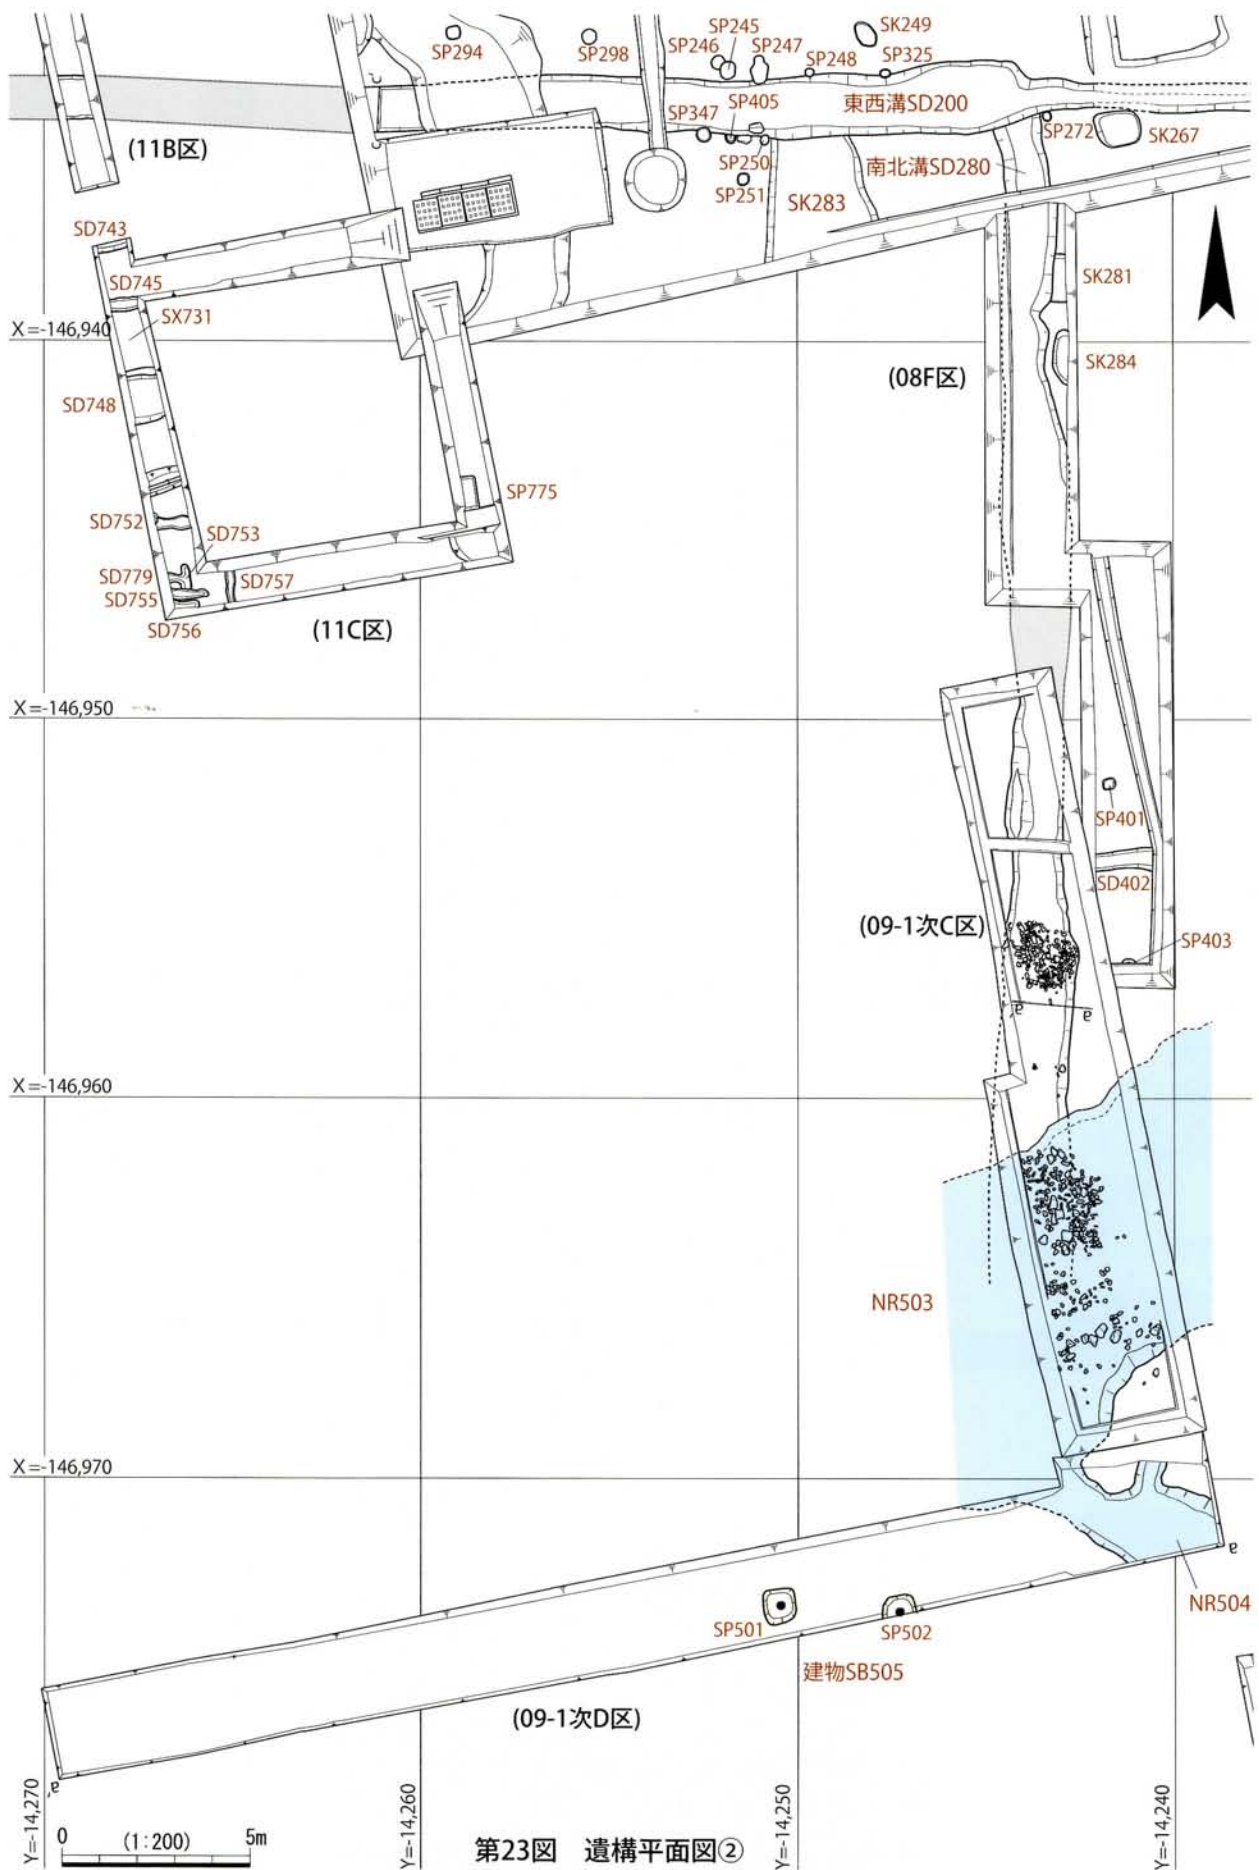 SP294
SP298
SP246
SP245
SP247
SP248
SK249
SP325
東西溝SD200
SP347
SP405
SP250
SP251
SK283
南北溝SD280
SP272
SK267
(11B区)
SD743
SD745
SX731
X=-146,940
SD748
SK281
SK284
(08F区)
SP775
SD752
SD753
SD779
SD755
SD757
SD756
(11C区)
X=-146,950
SP401
SD402
(09-1次C区)
SP403
a'
a
X=-146,960
NR503
X=-146,970
a
NR504
SP501
SP502
建物SB505
(09-1次D区)
a'
Y=-14,270
Y=-14,260
Y=-14,250
Y=-14,240
0 (1:200) 5m
第23図 遺構平面図②